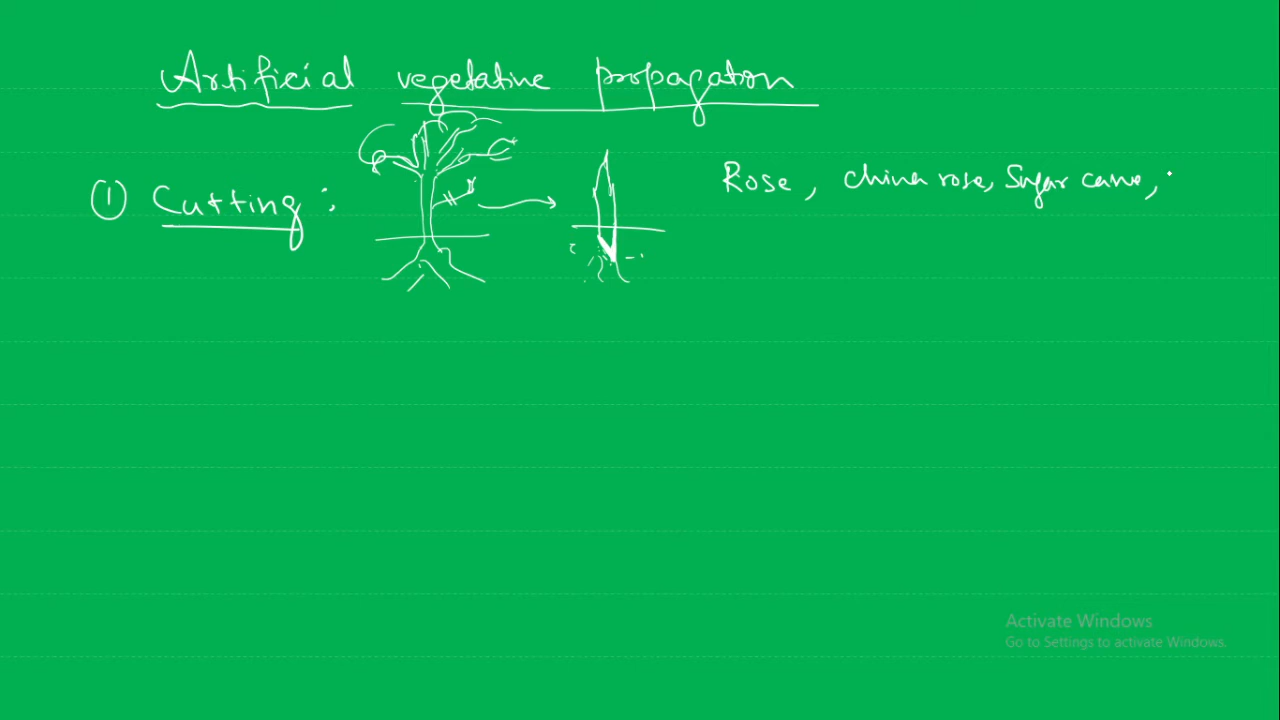 Artificial vegetative propagation
① Cutting :
Rose, china rose, Sugar cane,
Activate Windows
Go to Settings to activate Windows.